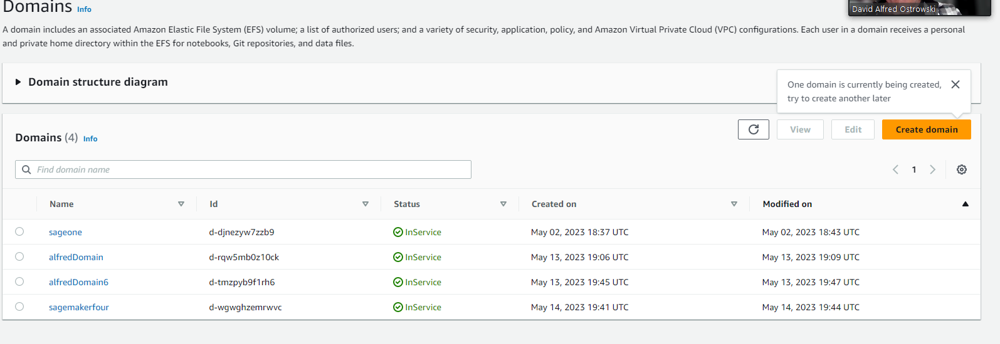 Domains Info
David Alfred Ostrowski
A domain includes an associated Amazon Elastic File System (EFS) volume; a list of authorized users; and a variety of security, application, policy, and Amazon Virtual Private Cloud (VPC) configurations. Each user in a domain receives a personal
and private home directory within the EFS for notebooks, Git repositories, and data files.
Domain structure diagram
One domain is currently being created,
try to create another later
Domains (4) Info
View Edit Create domain
Find domain name
1
Name Id Status Created on Modified on
sageone d-djnezyw7zzb9 InService May 02, 2023 18:37 UTC May 02, 2023 18:43 UTC
alfredDomain d-rqw5mb0z10ck InService May 13, 2023 19:06 UTC May 13, 2023 19:09 UTC
alfredDomain6 d-tmzpyb9f1rh6 InService May 13, 2023 19:45 UTC May 13, 2023 19:47 UTC
sagemakerfour d-wgwghzemrwvc InService May 14, 2023 19:41 UTC May 14, 2023 19:44 UTC